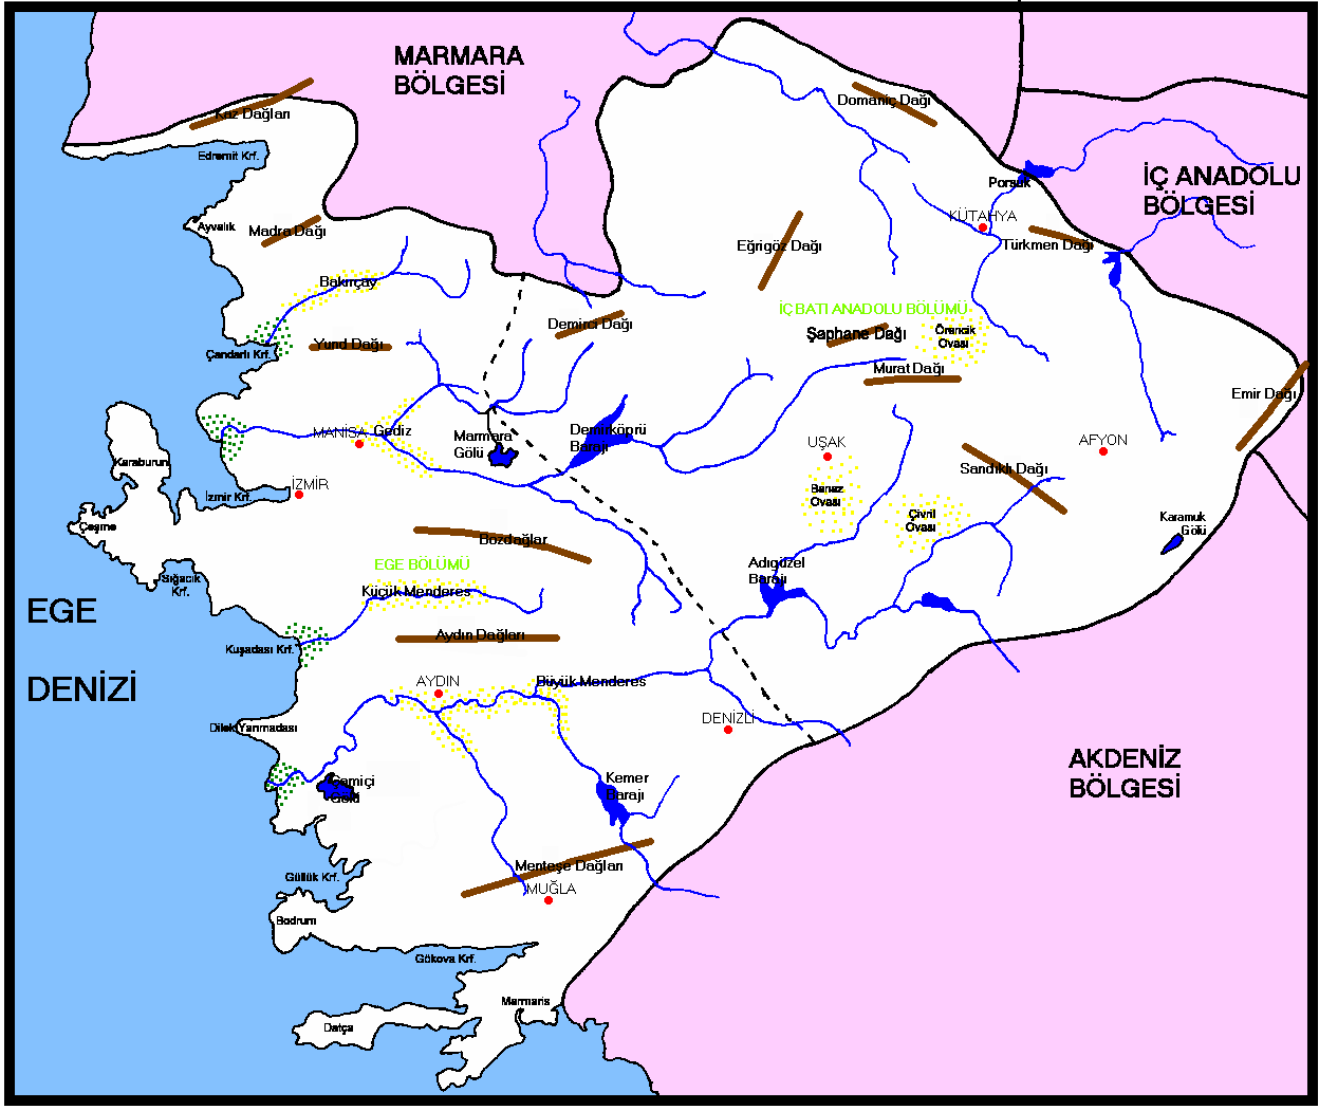 MARMARA
BÖLGESİ
Kaz Dağları
Domaniç Dağı
Edremit Krf.
Porsuk
İÇ ANADOLU
BÖLGESİ
Ayvalık
Madra Dağı
KÜTAHYA
Türkmen Dağı
Eğrigöz Dağı
Bakırçay
İÇ BATI ANADOLU BÖLÜMÜ
Demirci Dağı
Şaphane Dağı
Örencik
Ovası
Yund Dağı
Çandarlı Krf.
Murat Dağı
Emir Dağı
MANİSA
Gediz
Marmara
Gölü
Demirköprü
Barajı
UŞAK
AFYON
Karaburun
Sandıklı Dağı
İZMİR
İzmir Krf.
Banaz
Ovası
Çivril
Ovası
Karamuk
Gölü
Çeşme
Bozdağlar
EGE BÖLÜMÜ
Adıgüzel
Barajı
Sığacık
Krf.
Küçük Menderes
EGE
DENİZİ
Aydın Dağları
Kuşadası Krf.
AYDIN
Büyük Menderes
DENİZLİ
Dilek Yarımadası
Çamiçi
Gölü
Kemer
Barajı
AKDENİZ
BÖLGESİ
Menteşe Dağları
Güllük Krf.
MUĞLA
Bodrum
Gökova Krf.
Marmaris
Datça